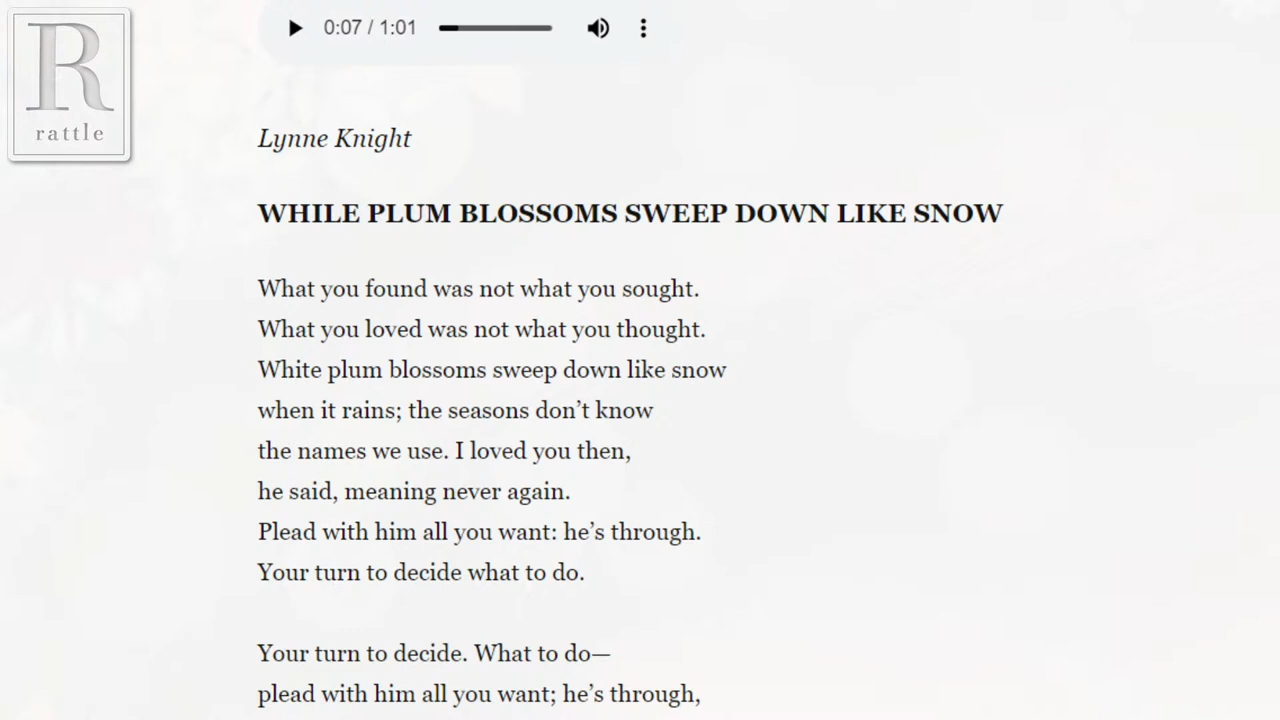 0:07 / 1:01
R
rattle
Lynne Knight
WHILE PLUM BLOSSOMS SWEEP DOWN LIKE SNOW
What you found was not what you sought.
What you loved was not what you thought.
White plum blossoms sweep down like snow
when it rains; the seasons don’t know
the names we use. I loved you then,
he said, meaning never again.
Plead with him all you want: he’s through.
Your turn to decide what to do.
Your turn to decide. What to do—
plead with him all you want; he’s through,